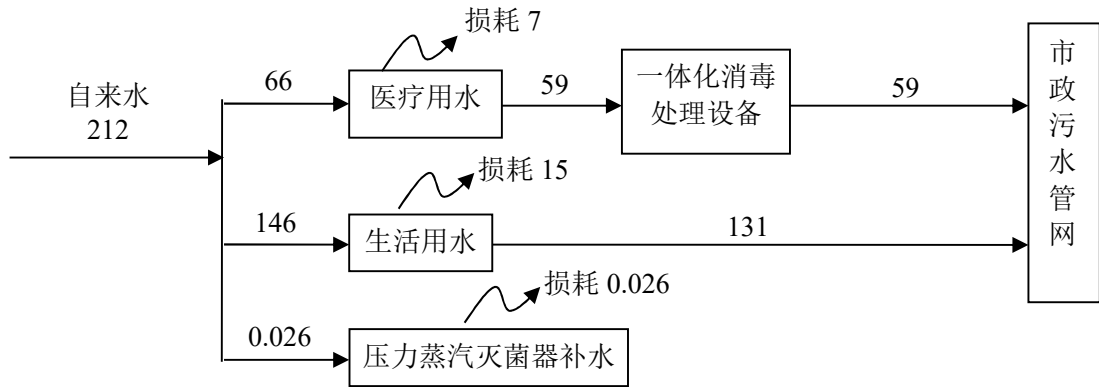 自来水
212
66
损耗 7
医疗用水
59
一体化消毒
处理设备
59
146
损耗 15
生活用水
131
0.026
损耗 0.026
压力蒸汽灭菌器补水
市政污水管网